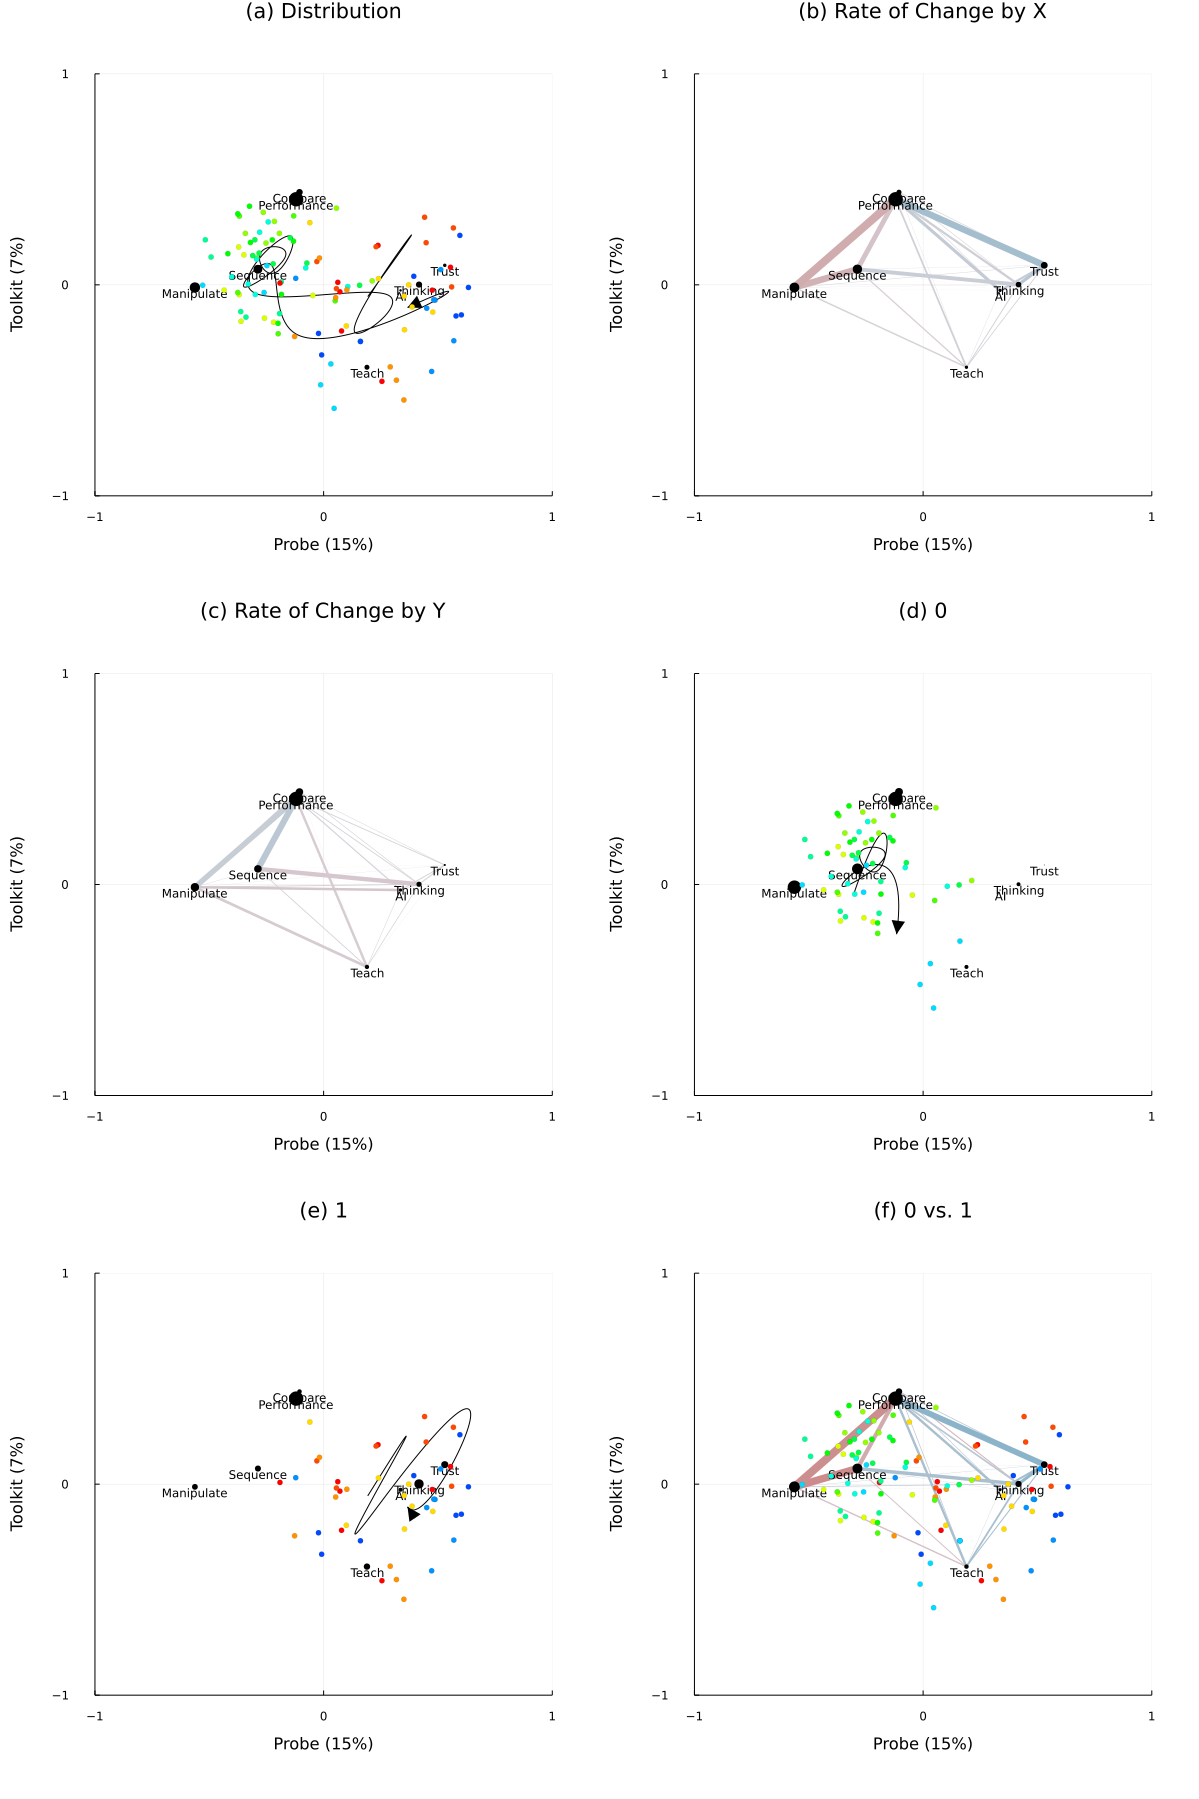 (a) Distribution
1
Compare
Performance
Sequence
Trust
0
Manipulate
Thinking
AI
Teach
−1
−1 0 1
Probe (15%)
Toolkit (7%)
(b) Rate of Change by X
1
Compare
Performance
Sequence
Trust
0
Manipulate
Thinking
AI
Teach
−1
−1 0 1
Probe (15%)
Toolkit (7%)
(c) Rate of Change by Y
1
Compare
Performance
Sequence
Trust
0
Manipulate
Thinking
AI
Teach
−1
−1 0 1
Probe (15%)
Toolkit (7%)
(d) 0
1
Compare
Performance
Sequence
Trust
0
Manipulate
Thinking
AI
Teach
−1
−1 0 1
Probe (15%)
Toolkit (7%)
(e) 1
1
Compare
Performance
Sequence
Trust
0
Manipulate
Thinking
AI
Teach
−1
−1 0 1
Probe (15%)
Toolkit (7%)
(f) 0 vs. 1
1
Compare
Performance
Sequence
Trust
0
Manipulate
Thinking
AI
Teach
−1
−1 0 1
Probe (15%)
Toolkit (7%)